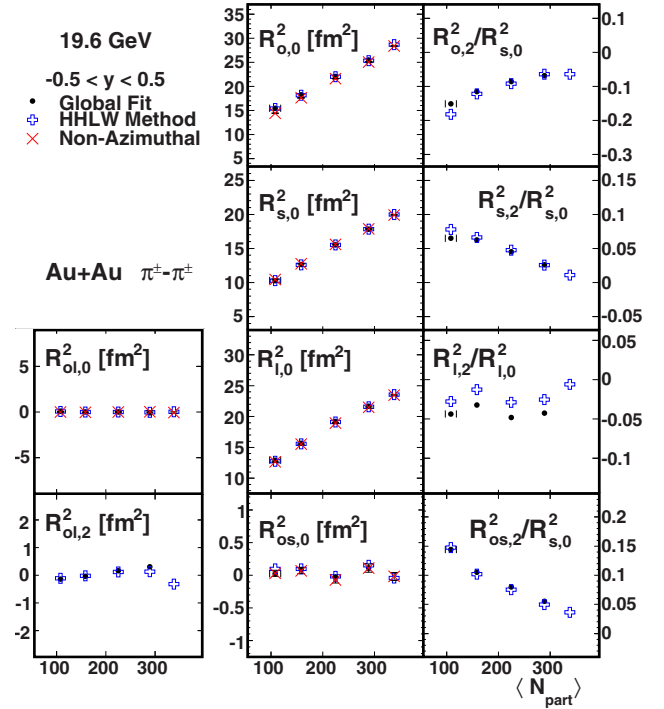 19.6 GeV
-0.5 < y < 0.5
Global Fit
HHLW Method
Non-Azimuthal
Au+Au π±-π±
R²o,0 [fm²]
35
30
25
20
15
10
5
R²o,2/R²s,0
0.1
0
-0.1
-0.2
-0.3
R²s,0 [fm²]
25
20
15
10
5
R²s,2/R²s,0
0.1
0.05
0
-0.05
R²ol,0 [fm²]
5
0
-5
R²l,0 [fm²]
30
25
20
15
10
R²l,2/R²l,0
0.05
0
-0.05
-0.1
R²ol,2 [fm²]
2
1
0
-1
-2
R²os,0 [fm²]
1
0.5
0
-0.5
-1
R²os,2/R²s,0
0.2
0.15
0.1
0.05
0
100 200 300
100 200 300
100 200 300
⟨ Npart ⟩